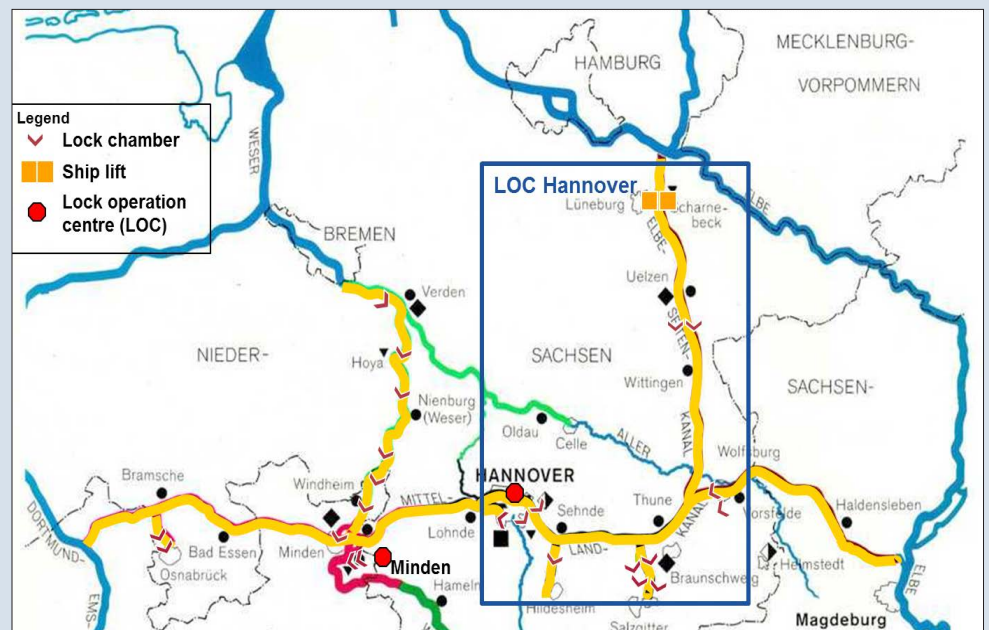 Legend
Lock chamber
Ship lift
Lock operation
centre (LOC)
MECKLENBURG-
VORPOMMERN
HAMBURG
WESER
LOC Hannover
Lüneburg
Scharne-
beck
ELBE
BREMEN
ELBE-
Uelzen
Verden
SEITEN-
NIEDER-
Hoya
SACHSEN
Wittingen
SACHSEN-
Nienburg
(Weser)
Oldau
Celle
ALLER
KANAL
Wolfsburg
Bramsche
Windheim
HANNOVER
MITTEL-
Lohnde
Sehnde
Thune
KANAL
Vorsfelde
Haldensleben
DORTMUND-
Bad Essen
Minden
LAND-
Osnabrück
Minden
Braunschweig
Helmstedt
EMS-
Hameln
Hildesheim
Salzgitter
ELBE
Magdeburg